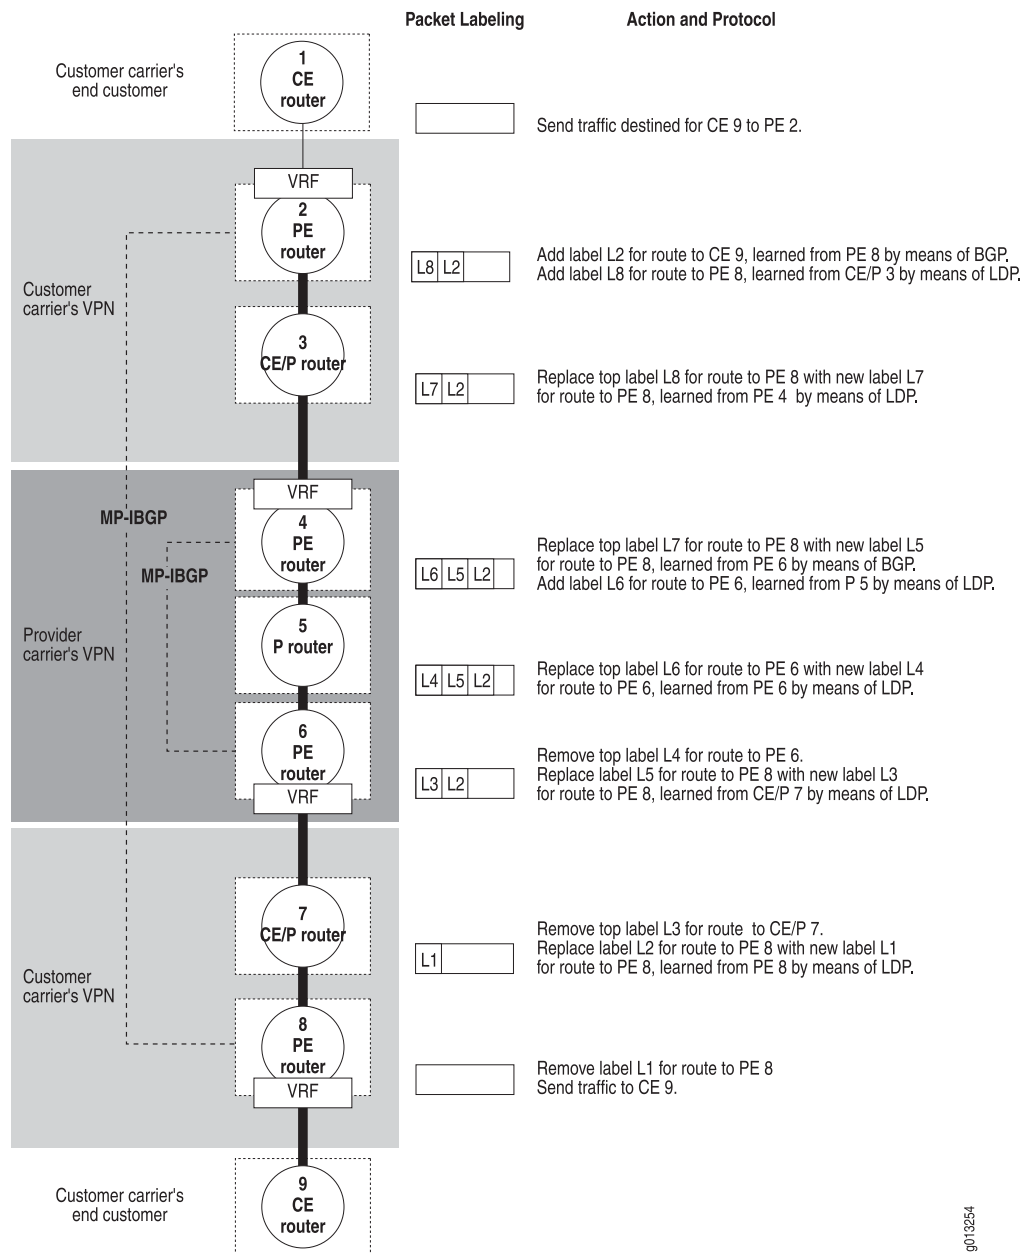 Packet Labeling
Action and Protocol
Customer carrier's
end customer
1
CE
router
Send traffic destined for CE 9 to PE 2.
VRF
2
PE
router
L8 L2
Add label L2 for route to CE 9, learned from PE 8 by means of BGP.
Add label L8 for route to PE 8, learned from CE/P 3 by means of LDP.
Customer
carrier's VPN
3
CE/P router
L7 L2
Replace top label L8 for route to PE 8 with new label L7
for route to PE 8, learned from PE 4 by means of LDP.
VRF
MP-IBGP
4
PE
router
MP-IBGP
L6 L5 L2
Replace top label L7 for route to PE 8 with new label L5
for route to PE 8, learned from PE 6 by means of BGP.
Add label L6 for route to PE 6, learned from P 5 by means of LDP.
Provider
carrier's VPN
5
P router
L4 L5 L2
Replace top label L6 for route to PE 6 with new label L4
for route to PE 6, learned from PE 6 by means of LDP.
6
PE
router
VRF
L3 L2
Remove top label L4 for route to PE 6.
Replace label L5 for route to PE 8 with new label L3
for route to PE 8, learned from CE/P 7 by means of LDP.
7
CE/P router
L1
Remove top label L3 for route to CE/P 7.
Replace label L2 for route to PE 8 with new label L1
for route to PE 8, learned from PE 8 by means of LDP.
Customer
carrier's VPN
8
PE
router
VRF
Remove label L1 for route to PE 8
Send traffic to CE 9.
Customer carrier's
end customer
9
CE
router
g013254